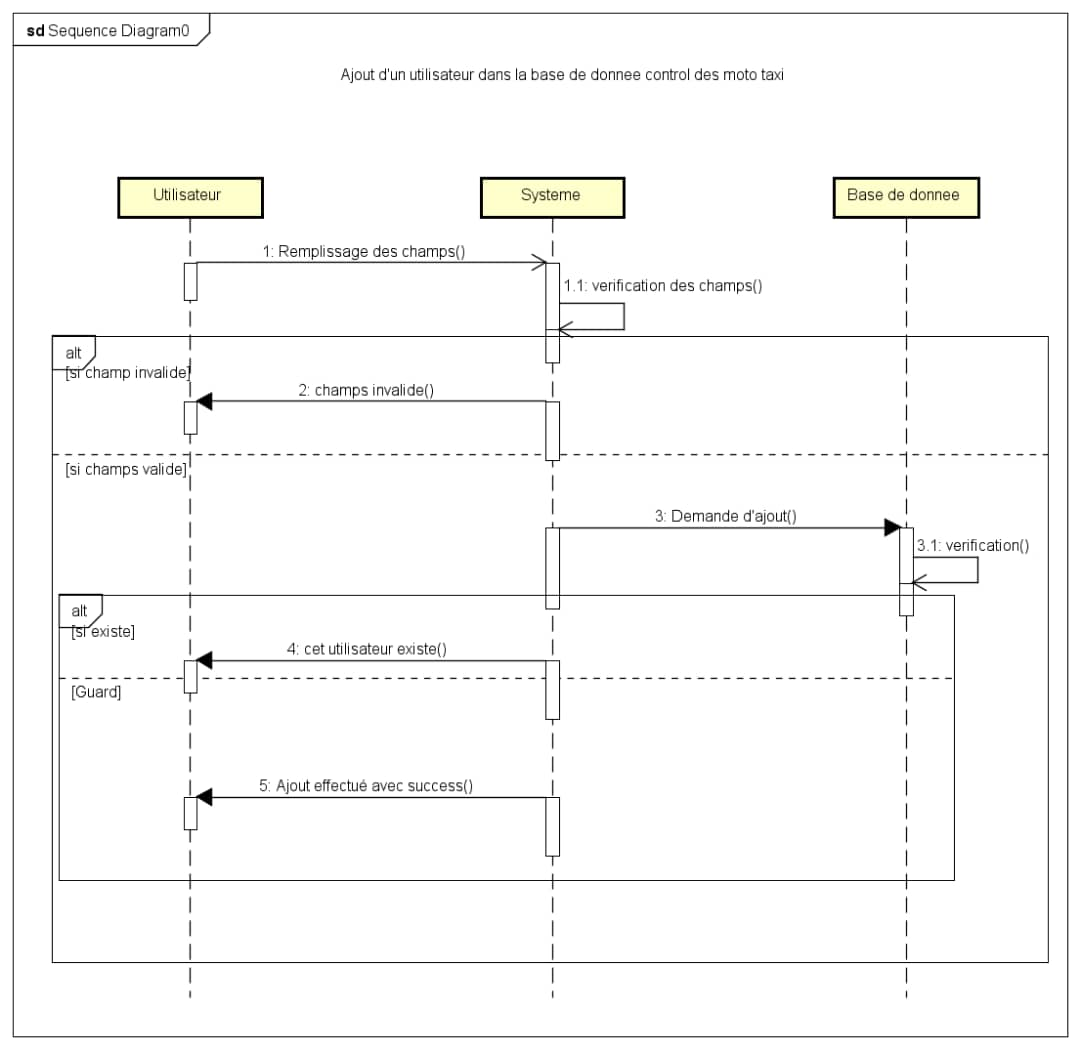 sd Sequence Diagram0
Ajout d'un utilisateur dans la base de donnee control des moto taxi
Utilisateur
Systeme
Base de donnee
1: Remplissage des champs()
1.1: verification des champs()
alt
[si champ invalide]
2: champs invalide()
[si champs valide]
3: Demande d'ajout()
3.1: verification()
alt
[si existe]
4: cet utilisateur existe()
[Guard]
5: Ajout effectué avec success()